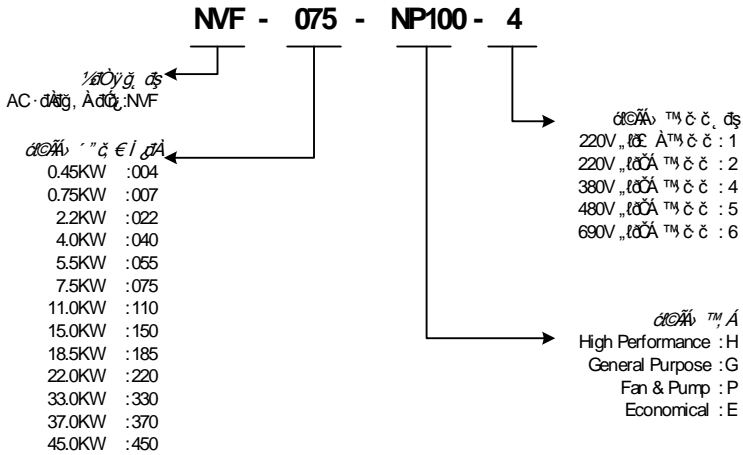 NVF - 075 - NP100 - 4
AC :NVF
0.45KW :004
0.75KW :007
2.2KW :022
4.0KW :040
5.5KW :055
7.5KW :075
11.0KW :110
15.0KW :150
18.5KW :185
22.0KW :220
33.0KW :330
37.0KW :370
45.0KW :450
220V :1
220V :2
380V :4
480V :5
690V :6
High Performance :H
General Purpose :G
Fan & Pump :P
Economical :E